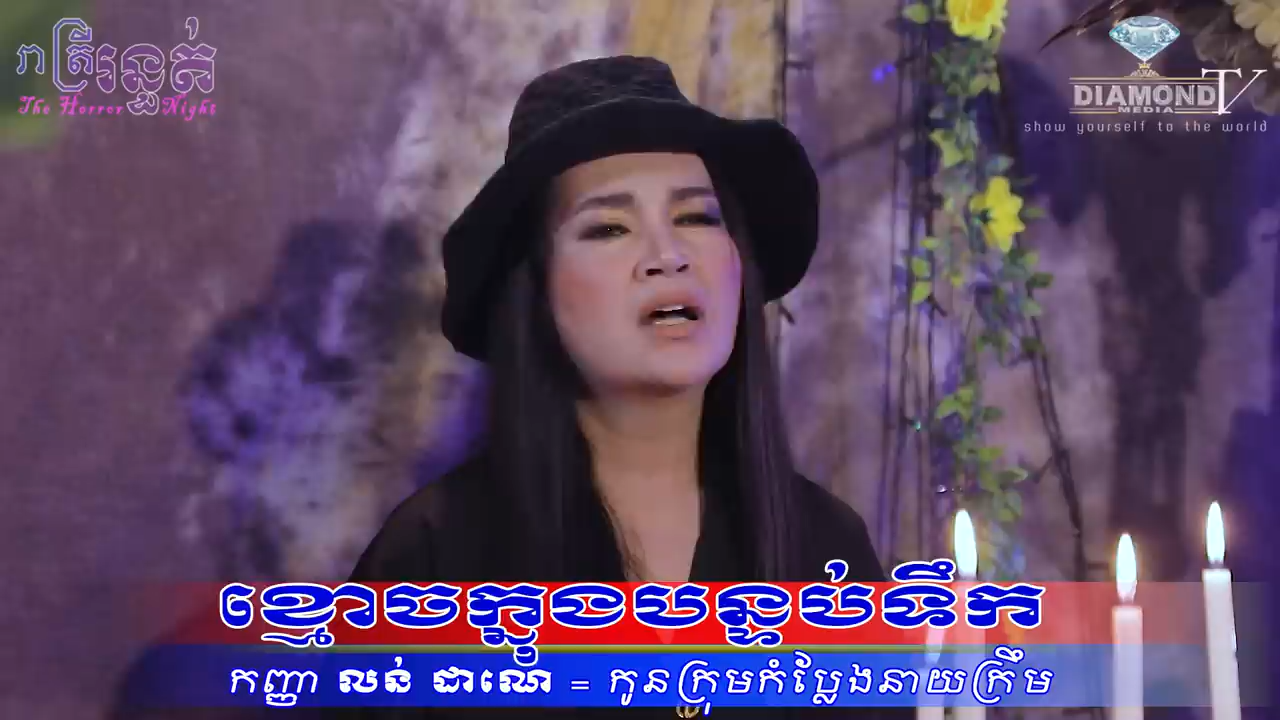 រាត្រីរន្ធត់
The Horror Night
DIAMOND TV
MEDIA
show yourself to the world
ខ្មោចក្នុងបន្ទប់ទឹក
កញ្ញា លន់ ដាណេ = កូនក្រុមកំប្លែងនាយក្រឹម